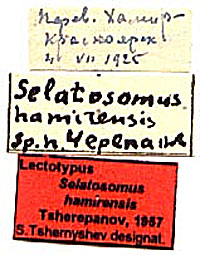 Перев. Хамир-
Красноярск
VII 1925
Selatosomus
hamirensis
sp. n. Черепанов
Lectotypus
Selatosomus
hamirensis
Tsherepanov, 1957
S.Tshernyshev designat.